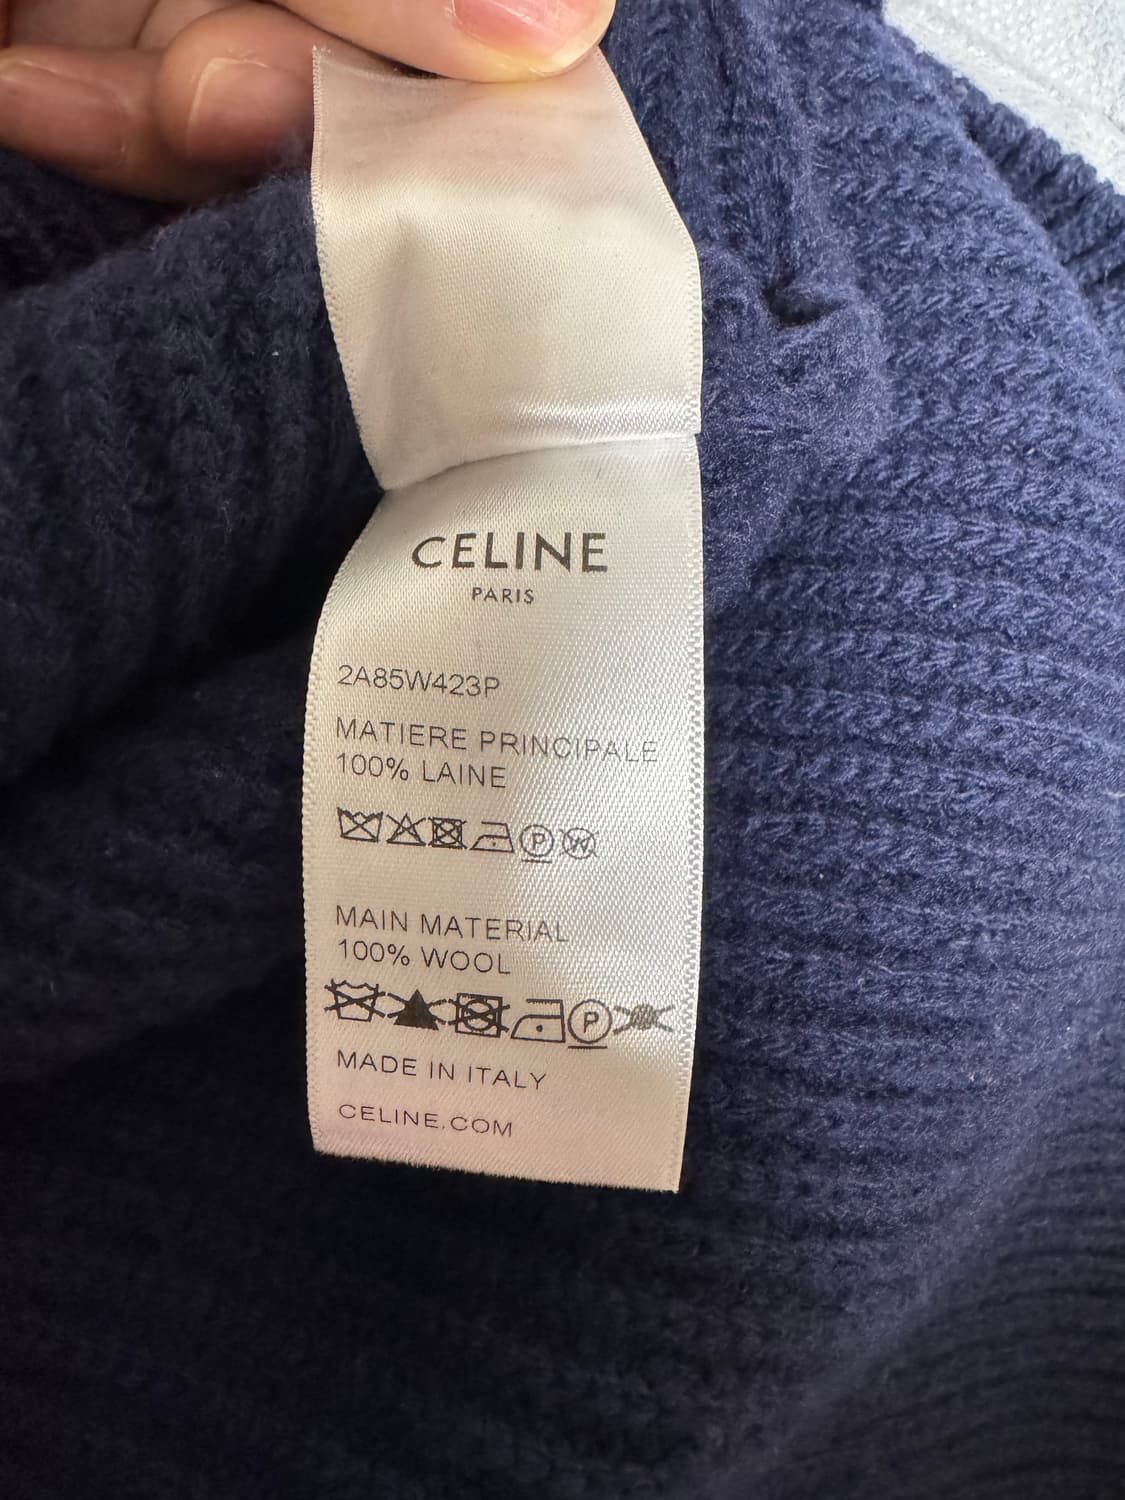 CELINE
PARIS
2A85W423P
MATIERE PRINCIPALE
100% LAINE
P W
MAIN MATERIAL
100% WOOL
P
MADE IN ITALY
CELINE.COM